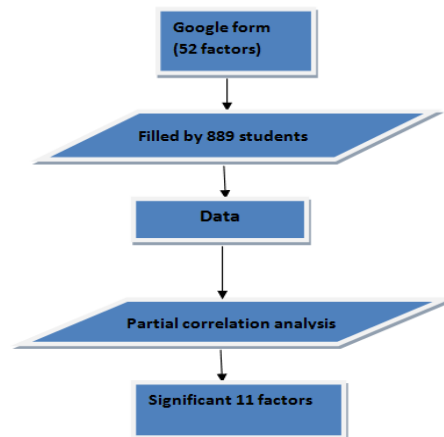 Google form
(52 factors)
Filled by 889 students
Data
Partial correlation analysis
Significant 11 factors